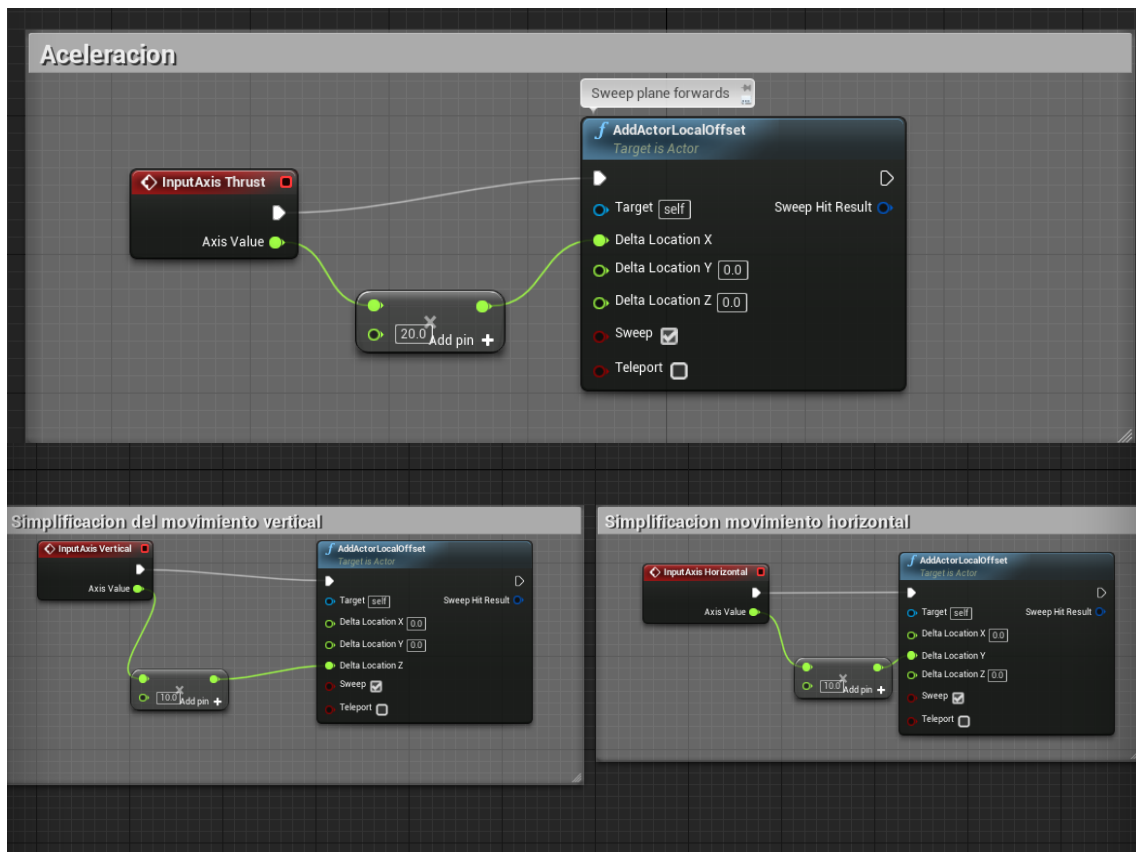 Aceleracion
Sweep plane forwards
AddActorLocalOffset
Target is Actor
InputAxis Thrust
Axis Value
Target self
Sweep Hit Result
Delta Location X
Delta Location Y 0.0
Delta Location Z 0.0
Sweep
Teleport
20.0
Add pin
Simplificacion del movimiento vertical
InputAxis Vertical
Axis Value
AddActorLocalOffset
Target is Actor
Target self
Sweep Hit Result
Delta Location X 0.0
Delta Location Y 0.0
Delta Location Z
Sweep
Teleport
10.0
Add pin
Simplificacion movimiento horizontal
InputAxis Horizontal
Axis Value
AddActorLocalOffset
Target is Actor
Target self
Sweep Hit Result
Delta Location X 0.0
Delta Location Y
Delta Location Z 0.0
Sweep
Teleport
10.0
Add pin